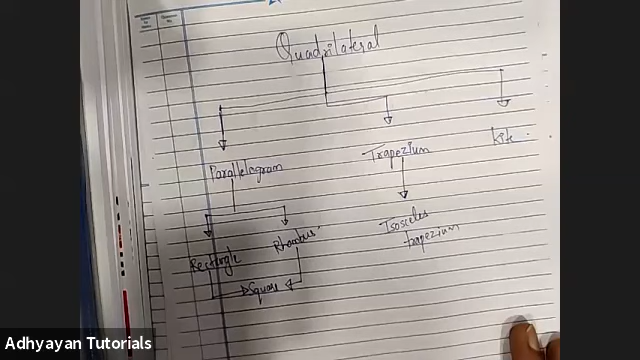 Quadrilateral
Parallelogram
Trapezium
Kite
Rectangle
Rhombus
Isosceles
Trapezium
Square
Adhyayan Tutorials